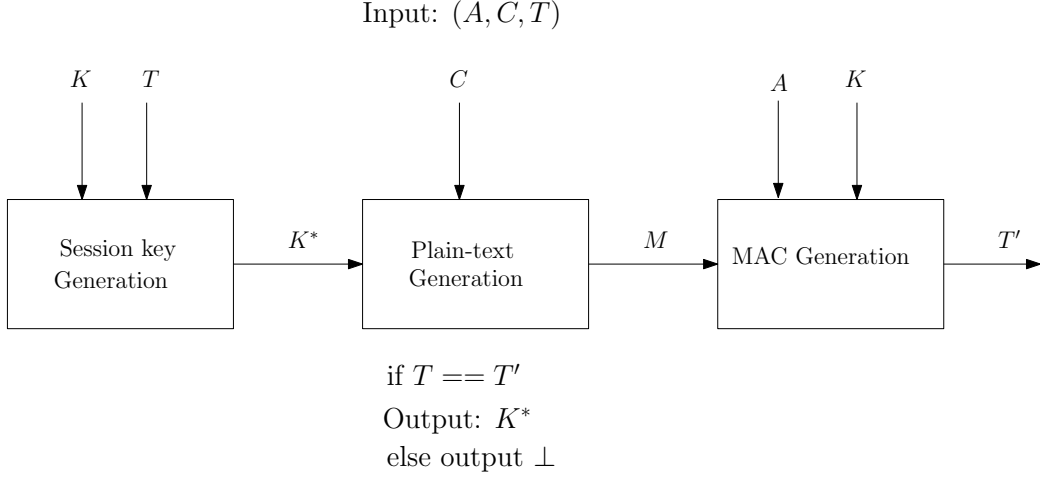 Input: (A, C, T)
K
T
C
A
K
Session key
Generation
K*
Plain-text
Generation
M
MAC Generation
T′
if T == T′
Output: K*
else output ⊥